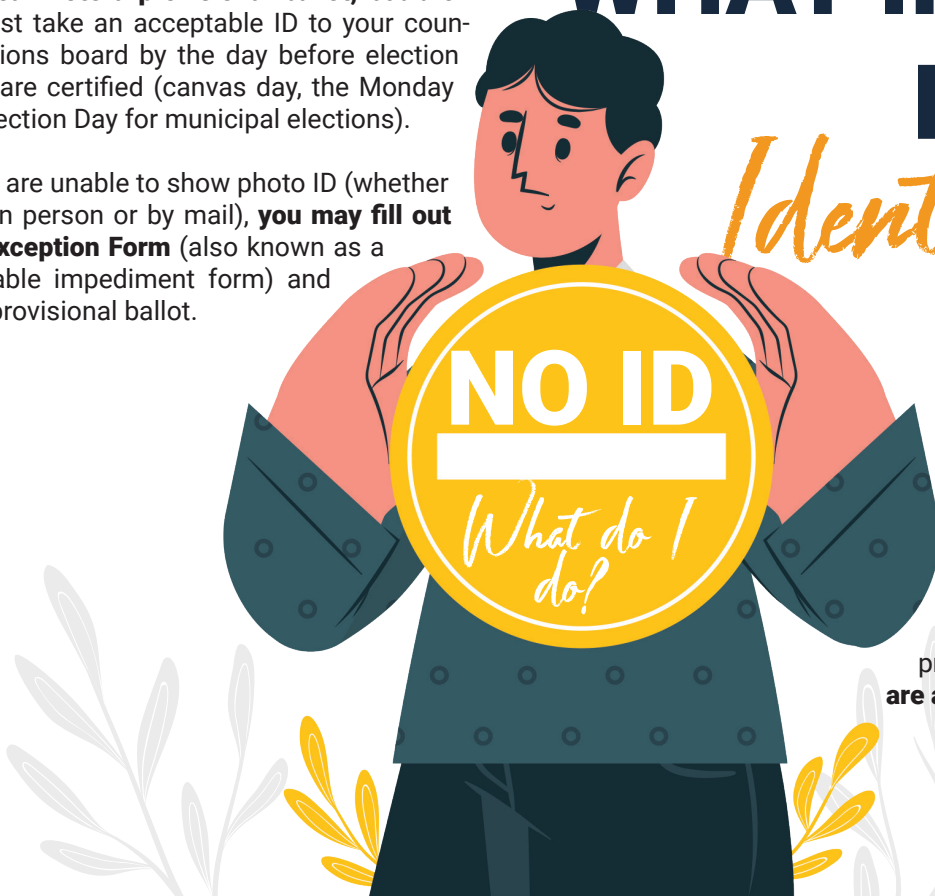 st take an acceptable ID to your coun-
tions board by the day before election
are certified (canvas day, the Monday
ection Day for municipal elections).
are unable to show photo ID (whether
n person or by mail), you may fill out
xception Form (also known as a
able impediment form) and
provisional ballot.
WHAT
Ident
NO ID
What do I
do?
pr
are a